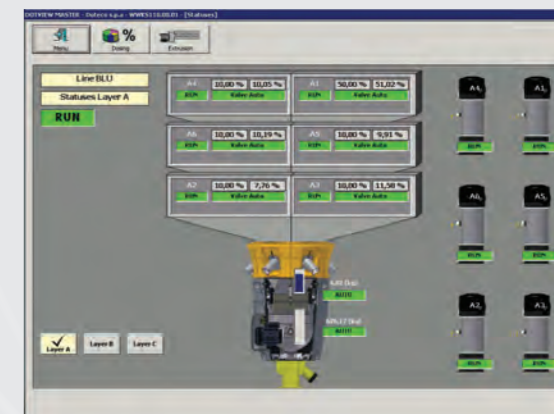 DOTEVIEW MASTER - Doteco s.p.a - WWRS110.00.01 - [Statuses]
Menu
%
Dosing
Extrusion
Line BLU
Statuses Layer A
RUN
A4 10,00 % 10,05 %
RUN Valve Auto
A1 50,00 % 51,02 %
RUN Valve Auto
A6 10,00 % 10,19 %
RUN Valve Auto
A5 10,00 % 9,91 %
RUN Valve Auto
A2 10,00 % 7,76 %
RUN Valve Auto
A3 10,00 % 11,58 %
RUN Valve Auto
AUTO
AUTO
A4, A1,
RUN RUN
A6, A5,
RUN RUN
A2, A3,
RUN RUN
Layer A Layer B Layer C